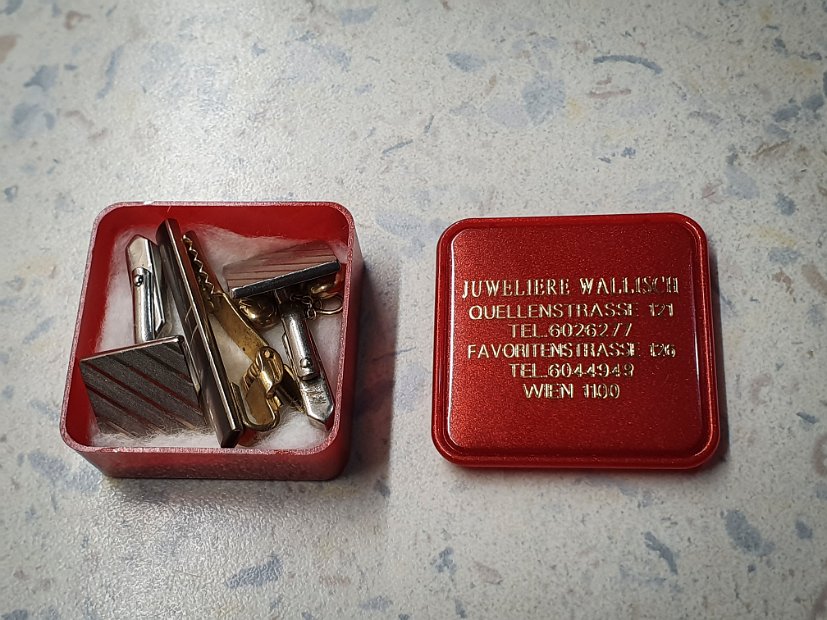 JUWELIERE WALLISCH
QUELLENSTRASSE 121
TEL.6026277
FAVORITENSTRASSE 126
TEL.6044949
WIEN 1100